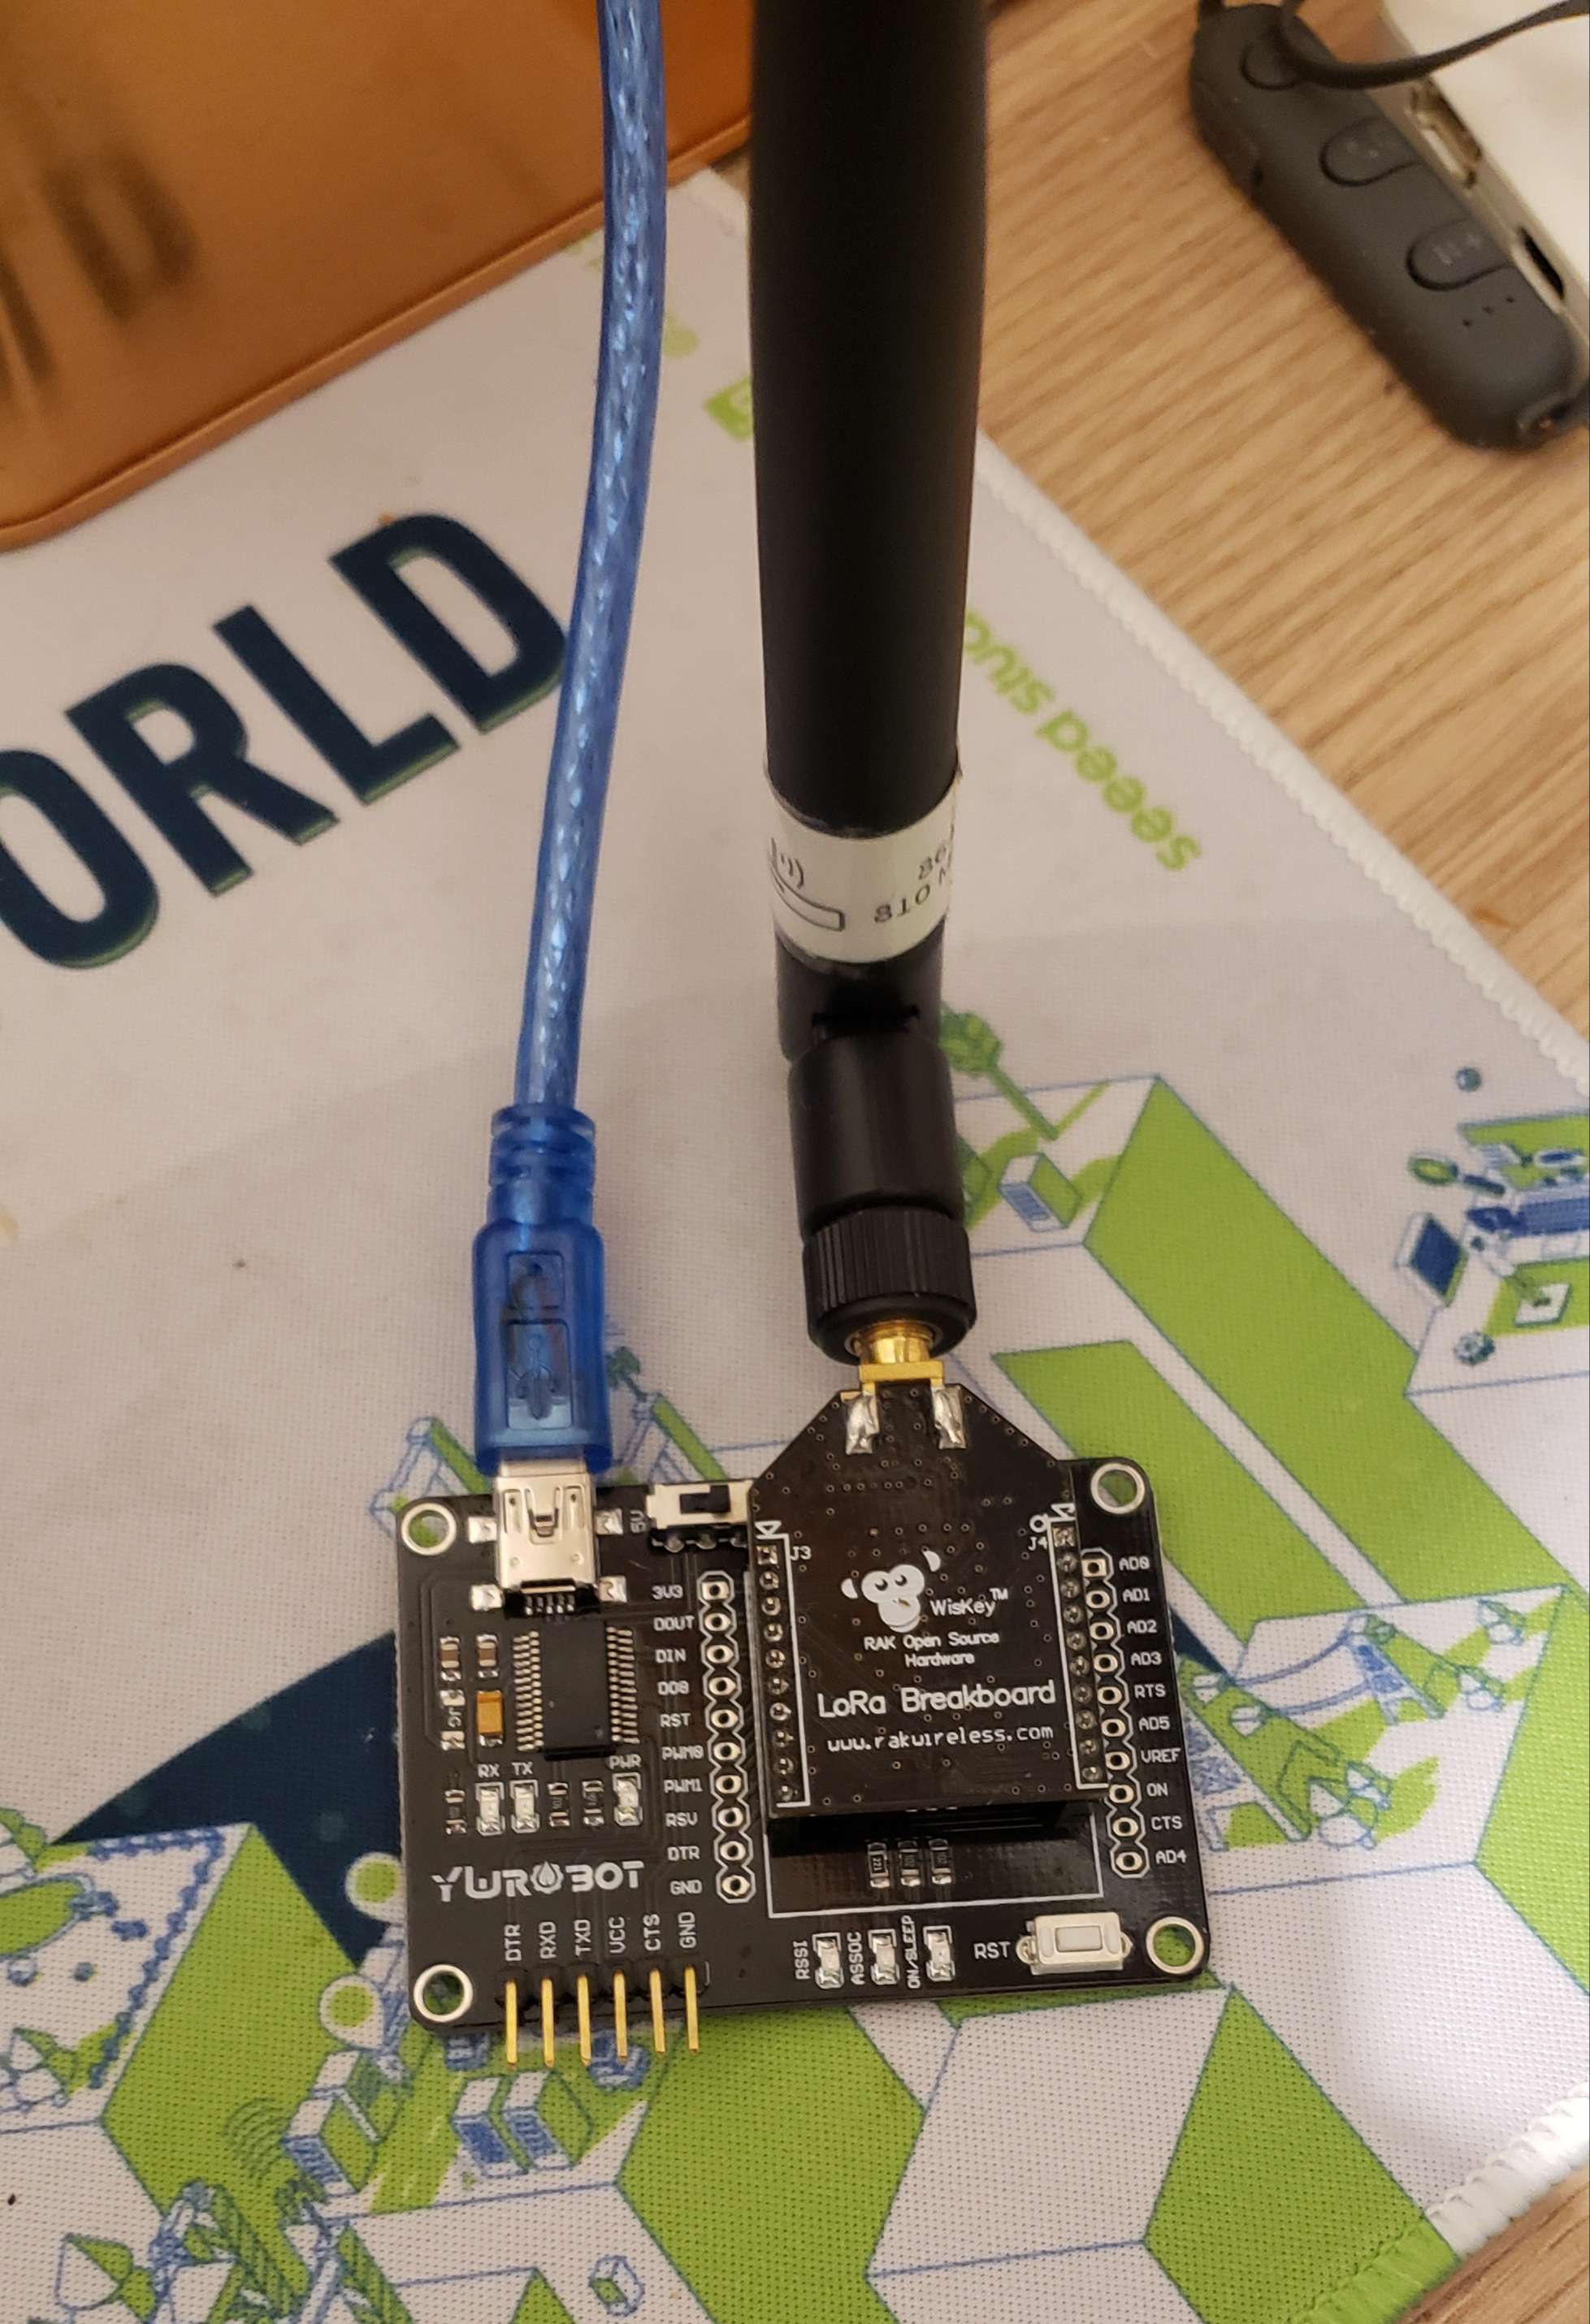 ORLD
seeed stud
810 M
5V
J3
J4
3V3
DOUT
DIN
DO8
RST
PWM0
PWM1
RSV
DTR
GND
WisKey™
RAK Open Source
Hardware
LoRa Breakboard
www.rakwireless.com
AD0
AD1
AD2
AD3
RTS
AD5
VREF
ON
CTS
AD4
RX TX
PWR
YWROBOT
DTR
RXD
TXD
VCC
CTS
GND
RSSI
ASSOC
ON/SLEEP
RST